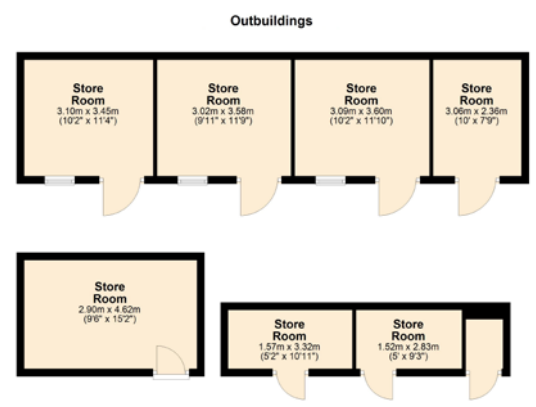 Outbuildings
Store
Room
3.10m x 3.45m
(10'2" x 11'4")
Store
Room
3.02m x 3.58m
(9'11" x 11'9")
Store
Room
3.09m x 3.60m
(10'2" x 11'10")
Store
Room
3.06m x 2.36m
(10' x 7'9")
Store
Room
2.90m x 4.62m
(9'6" x 15'2")
Store
Room
1.57m x 3.32m
(5'2" x 10'11")
Store
Room
1.52m x 2.83m
(5' x 9'3")